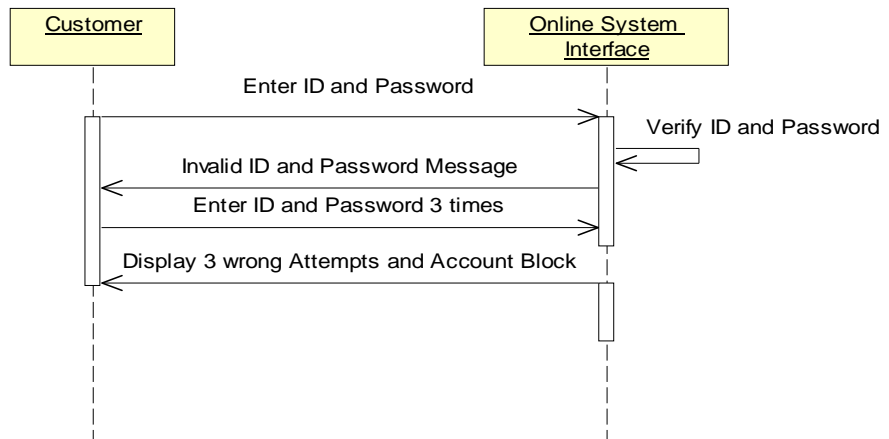 Customer
Online System
Interface
Enter ID and Password
Verify ID and Password
Invalid ID and Password Message
Enter ID and Password 3 times
Display 3 wrong Attempts and Account Block